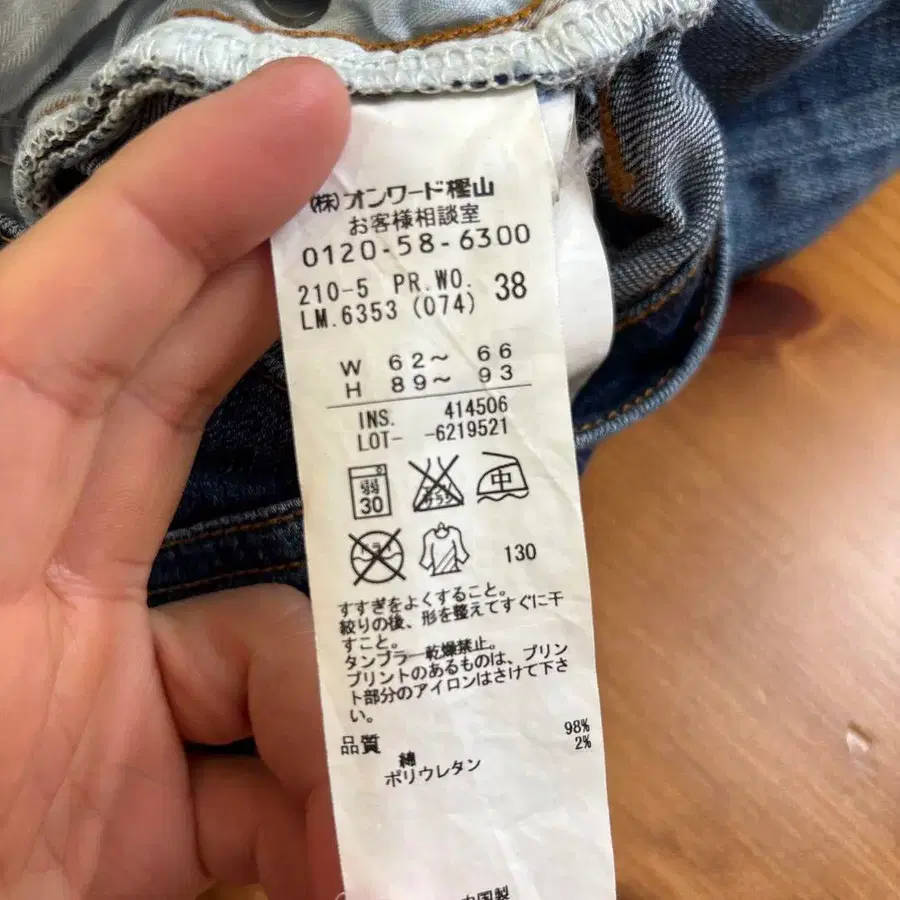 (株)オンワード樫山
お客様相談室
0120-58-6300
210-5 PR.WO. 38
LM.6353 (074)
W 62～ 66
H 89～ 93
INS. 414506
LOT- -6219521
弱
30
中
130
すすぎをよくすること。
絞りの後、形を整えてすぐに干
すこと。
タンブラー乾燥禁止。
プリントのあるものは、プリン
ト部分のアイロンはさけて下さ
い。
品質
綿 98%
ポリウレタン 2%
中国製